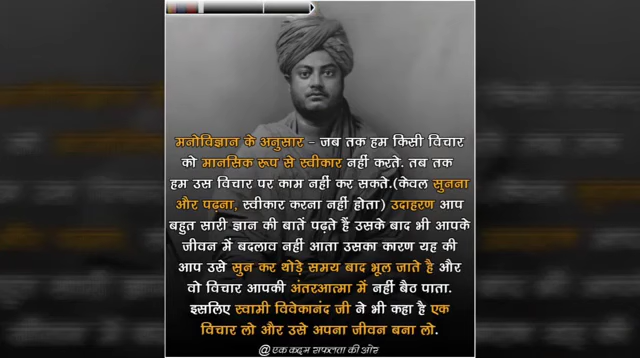 मनोविज्ञान के अनुसार - जब तक हम किसी विचार
को मानसिक रूप से स्वीकार नहीं करते. तब तक
हम उस विचार पर काम नहीं कर सकते.(केवल सुनना
और पढ़ना, स्वीकार करना नहीं होता) उदाहरण आप
बहुत सारी ज्ञान की बातें पढ़ते हैं उसके बाद भी आपके
जीवन में बदलाव नहीं आता उसका कारण यह की
आप उसे सुन कर थोड़े समय बाद भूल जाते है और
वो विचार आपकी अंतरआत्मा में नहीं बैठ पाता.
इसलिए स्वामी विवेकानंद जी ने भी कहा है एक
विचार लो और उसे अपना जीवन बना लो.
@एक कदम सफलता की ओर